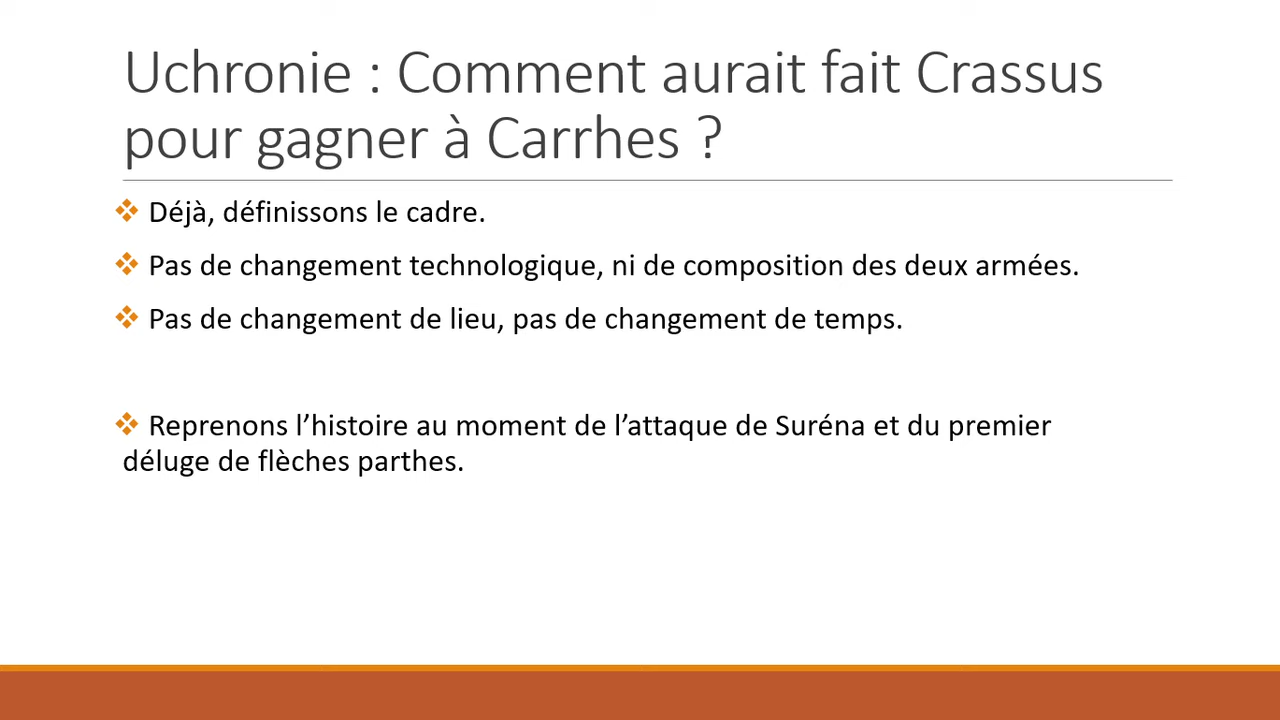 Uchronie : Comment aurait fait Crassus
pour gagner à Carrhes ?
❖ Déjà, définissons le cadre.
❖ Pas de changement technologique, ni de composition des deux armées.
❖ Pas de changement de lieu, pas de changement de temps.
❖ Reprenons l’histoire au moment de l’attaque de Suréna et du premier
déluge de flèches parthes.